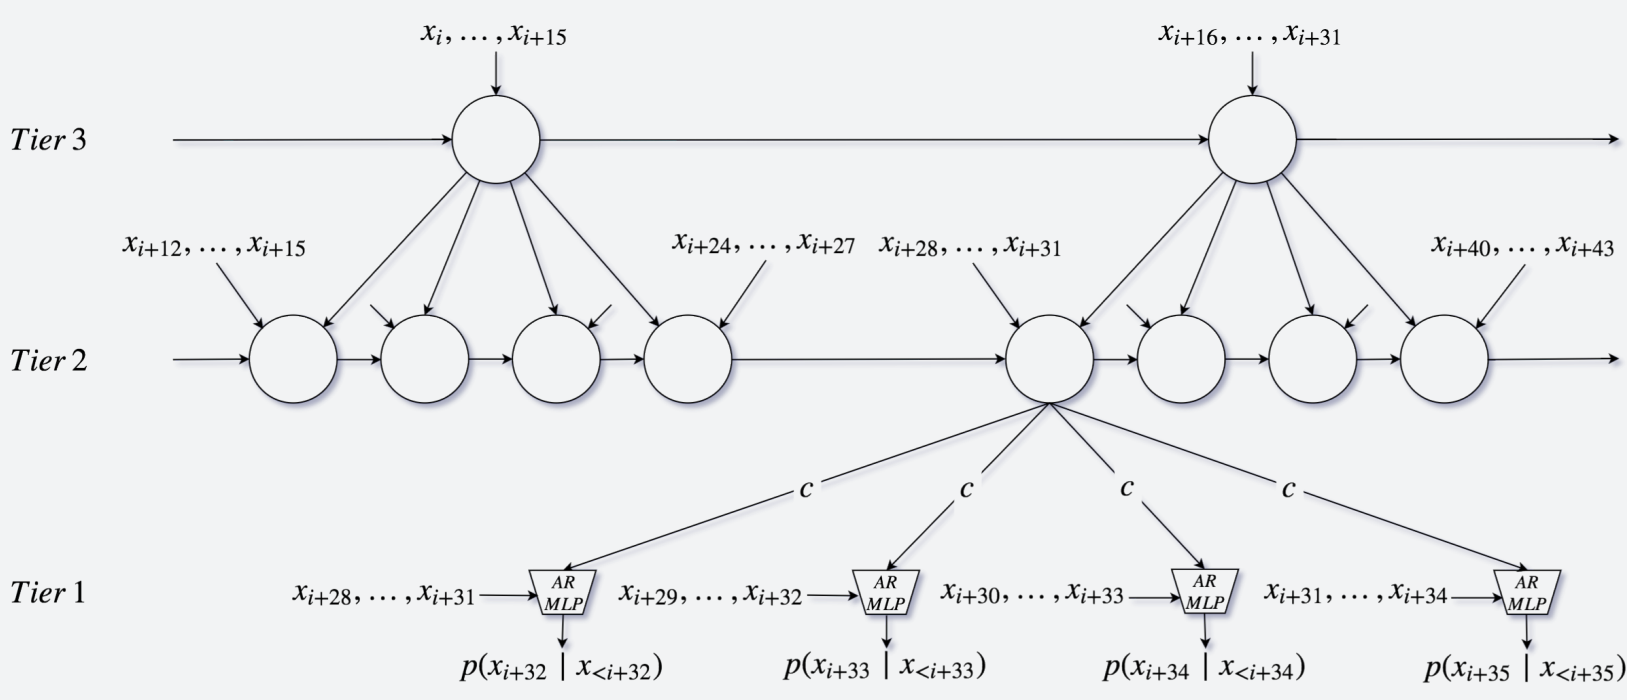 x_i, … , x_{i+15}
x_{i+16}, … , x_{i+31}
Tier 3
x_{i+12}, … , x_{i+15}
x_{i+24}, … , x_{i+27}
x_{i+28}, … , x_{i+31}
x_{i+40}, … , x_{i+43}
Tier 2
c
c
c
c
Tier 1
x_{i+28}, … , x_{i+31}
AR
MLP
x_{i+29}, … , x_{i+32}
AR
MLP
x_{i+30}, … , x_{i+33}
AR
MLP
x_{i+31}, … , x_{i+34}
AR
MLP
p(x_{i+32} | x_{<i+32})
p(x_{i+33} | x_{<i+33})
p(x_{i+34} | x_{<i+34})
p(x_{i+35} | x_{<i+35})